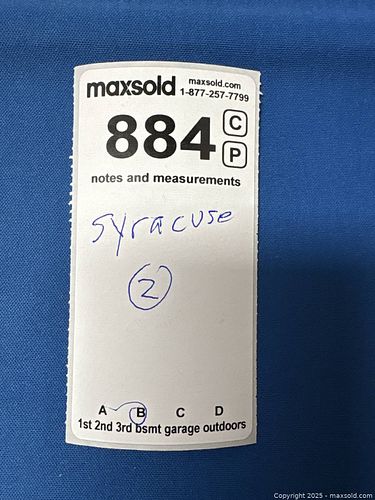 maxsold maxsold.com
1-877-257-7799
884 C
P
notes and measurements
syracuse
2
A B C D
1st 2nd 3rd bsmt garage outdoors
Copyright 2025 - maxsold.com